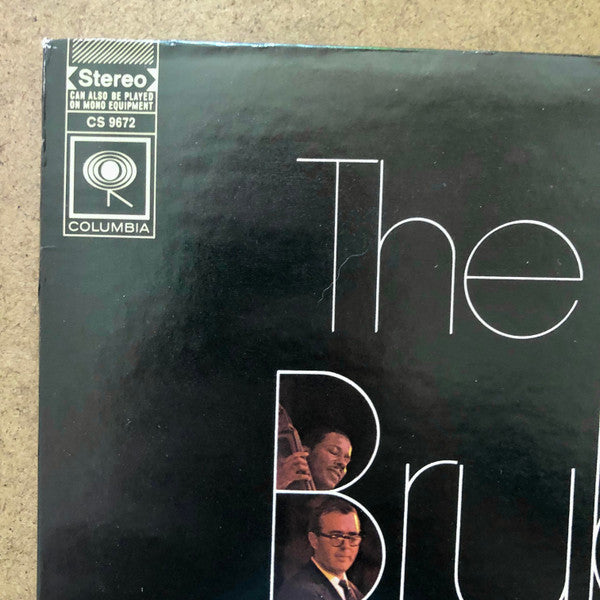 Stereo
CAN ALSO BE PLAYED
ON MONO EQUIPMENT
CS 9672
COLUMBIA
The
Bru